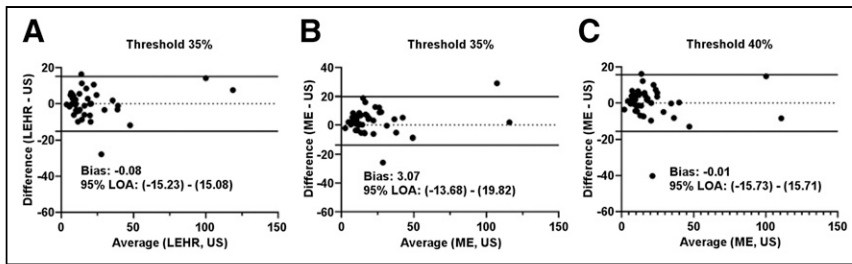 A
Threshold 35%
Difference (LEHR - US)
20
0
-20
-40
-60
Bias: -0.08
95% LOA: (-15.23) - (15.08)
0
50
100
150
Average (LEHR, US)
B
Threshold 35%
Difference (ME - US)
40
20
0
-20
-40
-60
Bias: 3.07
95% LOA: (-13.68) - (19.82)
0
50
100
150
Average (ME, US)
C
Threshold 40%
Difference (ME - US)
20
0
-20
-40
-60
Bias: -0.01
95% LOA: (-15.73) - (15.71)
0
50
100
150
Average (ME, US)